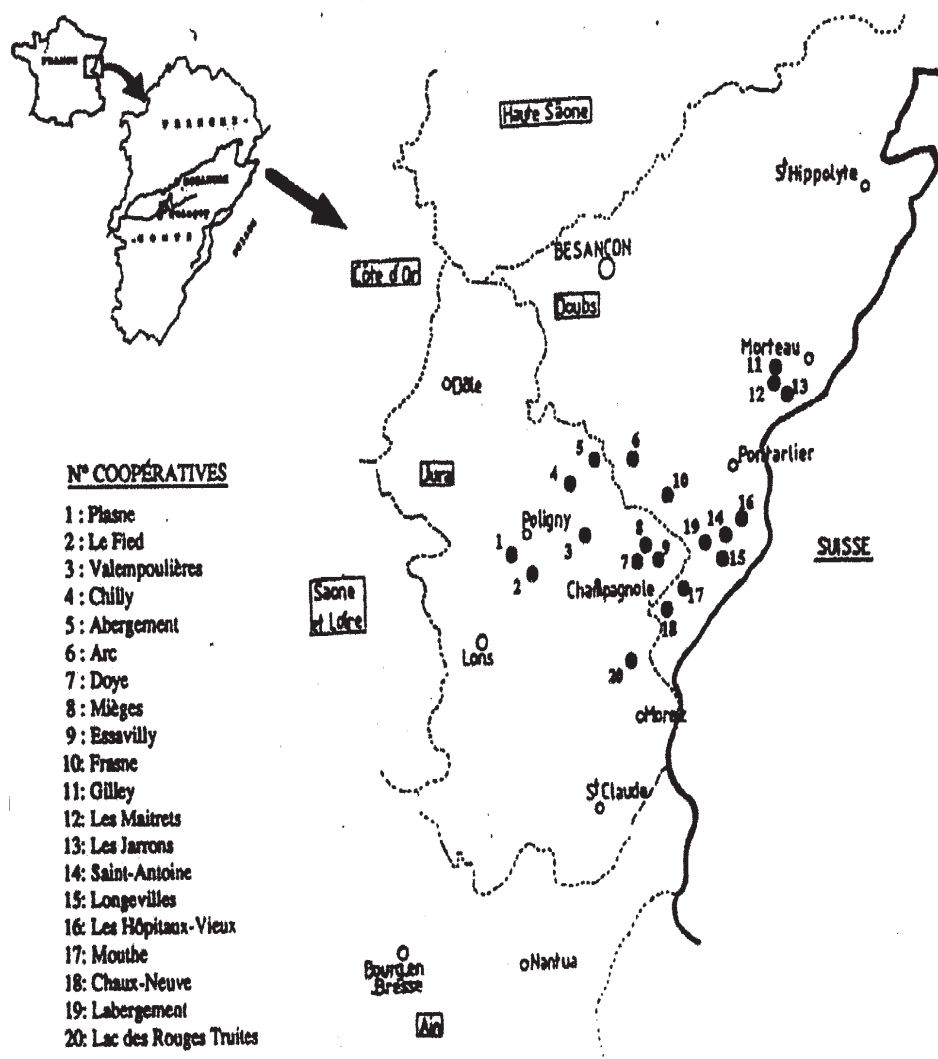 FRANCE
FRANCHE-
COMTÉ
Haute Sâone
St Hippolyte
BESANÇON
Côte d'Or
Doubs
Morteau
11
12
13
Dôle
Pontarlier
5
6
4
10
Jura
Poligny
16
14
19
15
1
2
3
8
7
9
SUISSE
Champagnole
17
18
Saone
et Loire
Lons
20
Morez
St Claude
N° COOPÉRATIVES
1 : Plasne
2 : Le Fied
3 : Valempoulières
4 : Chilly
5 : Abergement
6 : Arc
7 : Doye
8 : Mièges
9 : Essavilly
10: Frasne
11: Gilley
12: Les Maitrets
13: Les Jarrons
14: Saint-Antoine
15: Longevilles
16: Les Hôpitaux-Vieux
17: Mouthe
18: Chaux-Neuve
19: Labergement
20: Lac des Rouges Truites
Bourg en
Bresse
Nantua
Ain